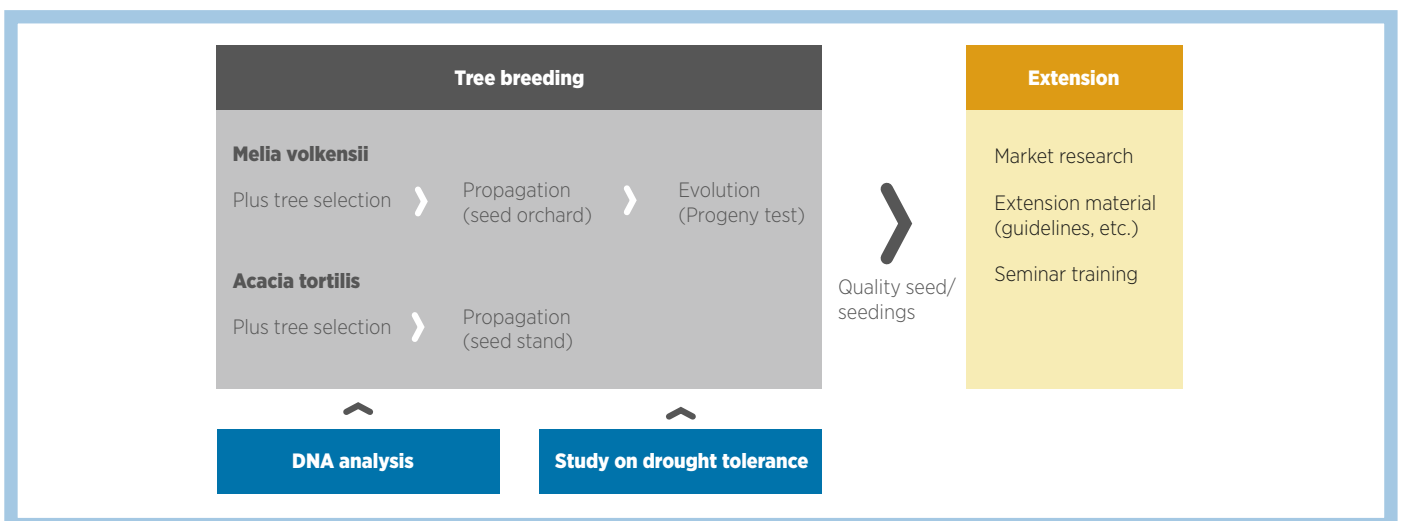 Tree breeding
Melia volkensii
Plus tree selection
Propagation
(seed orchard)
Evolution
(Progeny test)
Acacia tortilis
Plus tree selection
Propagation
(seed stand)
DNA analysis
Study on drought tolerance
Quality seed/
seedings
Extension
Market research
Extension material
(guidelines, etc.)
Seminar training